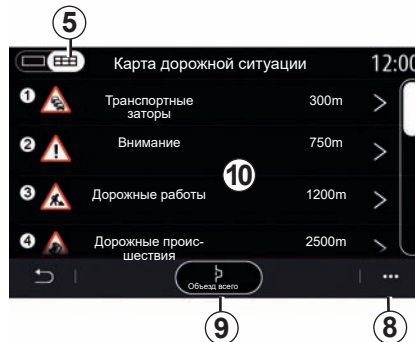 5
Карта дорожной ситуации 12:00
1 Транспортные
заторы 300m
2 Внимание 750m
10
3 Дорожные работы 1200m
4 Дорожные проис-
шествия 2500m
Объезд всего
9 8